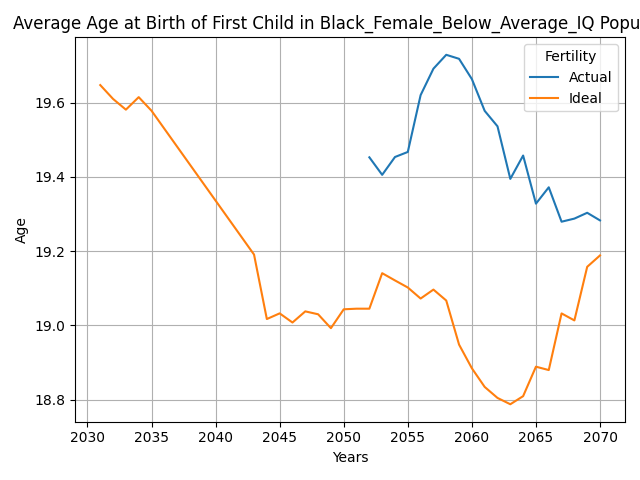 Average Age at Birth of First Child in Black_Female_Below_Average_IQ Popu
Fertility
Actual
Ideal
19.6
19.4
19.2
19.0
18.8
Age
2030 2035 2040 2045 2050 2055 2060 2065 2070
Years